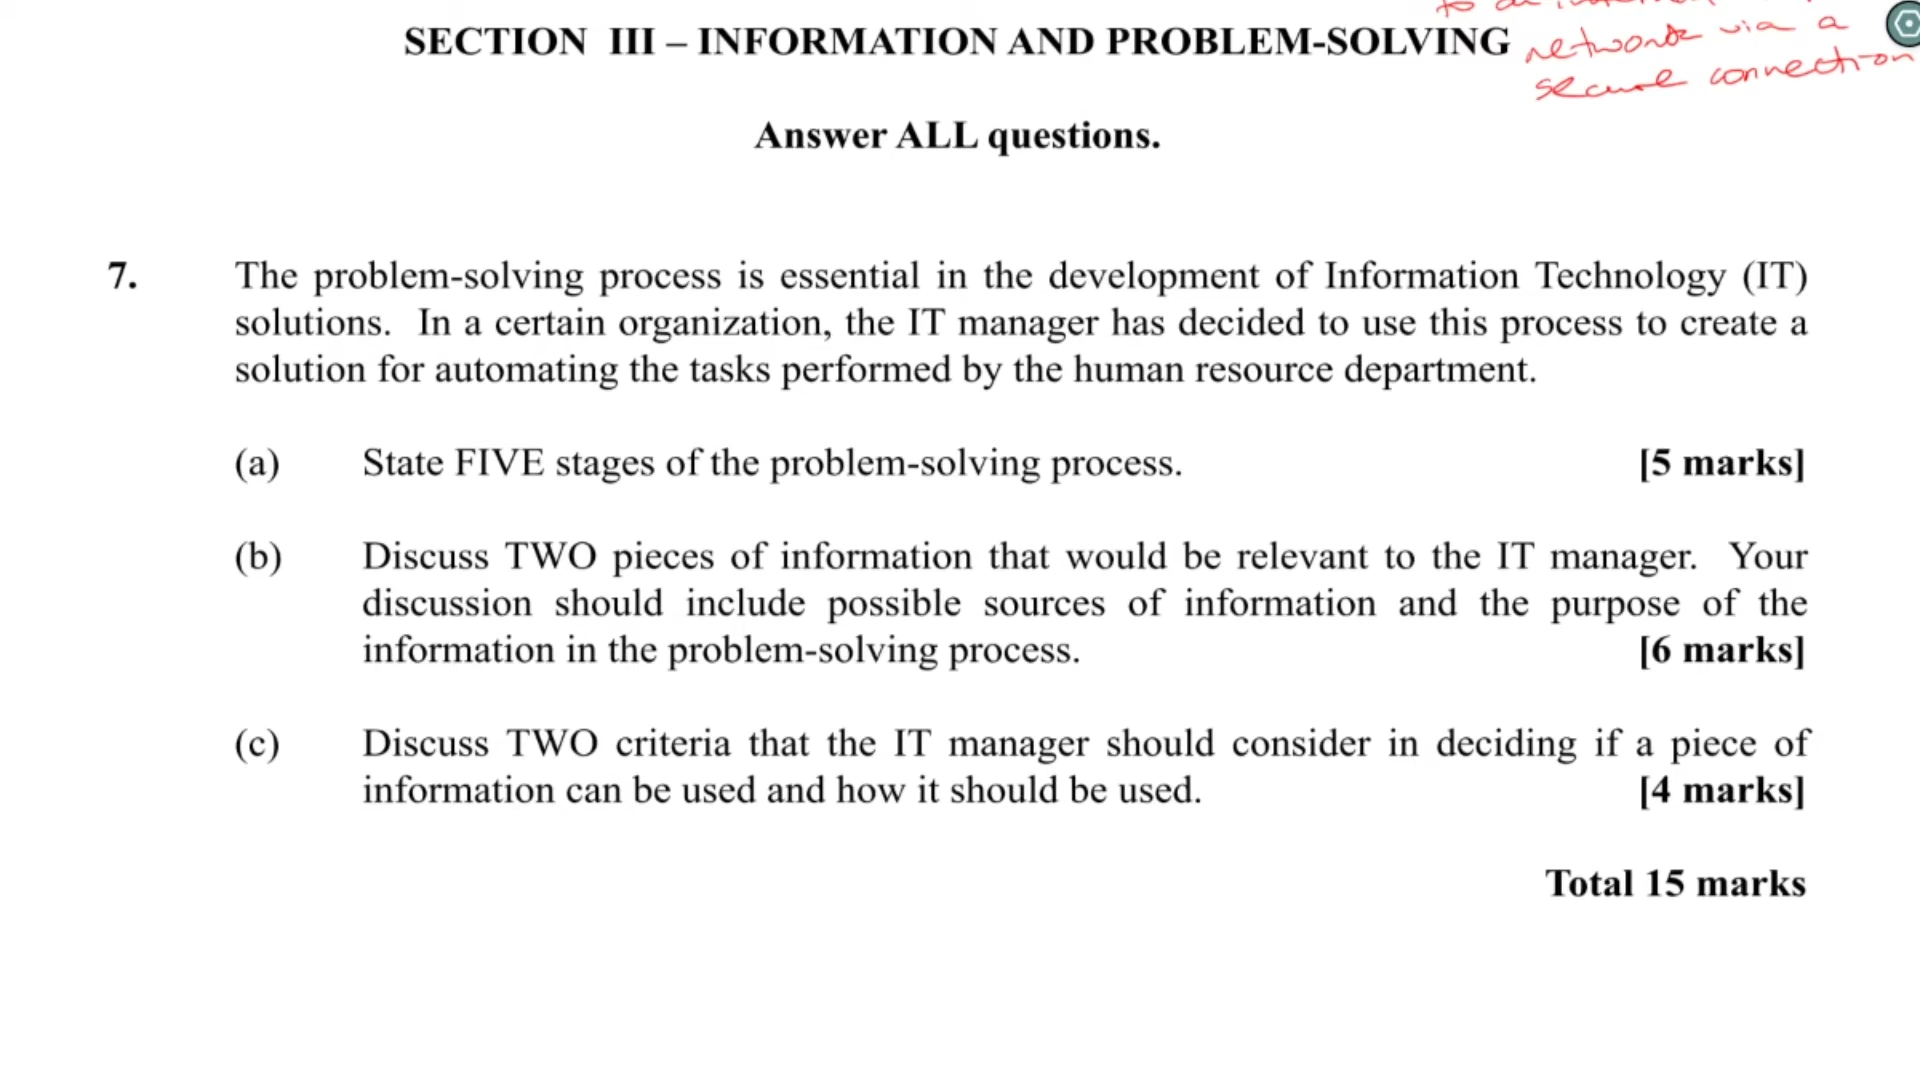 SECTION III – INFORMATION AND PROBLEM-SOLVING
network via a
secure connection
Answer ALL questions.
7. The problem-solving process is essential in the development of Information Technology (IT)
solutions. In a certain organization, the IT manager has decided to use this process to create a
solution for automating the tasks performed by the human resource department.
(a) State FIVE stages of the problem-solving process. [5 marks]
(b) Discuss TWO pieces of information that would be relevant to the IT manager. Your
discussion should include possible sources of information and the purpose of the
information in the problem-solving process. [6 marks]
(c) Discuss TWO criteria that the IT manager should consider in deciding if a piece of
information can be used and how it should be used. [4 marks]
Total 15 marks